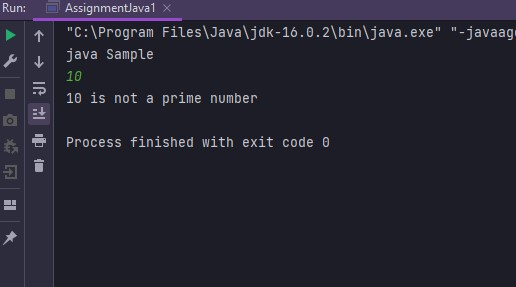 Run: AssignmentJava1 ×
"C:\Program Files\Java\jdk-16.0.2\bin\java.exe" "-javaag
java Sample
10
10 is not a prime number
Process finished with exit code 0